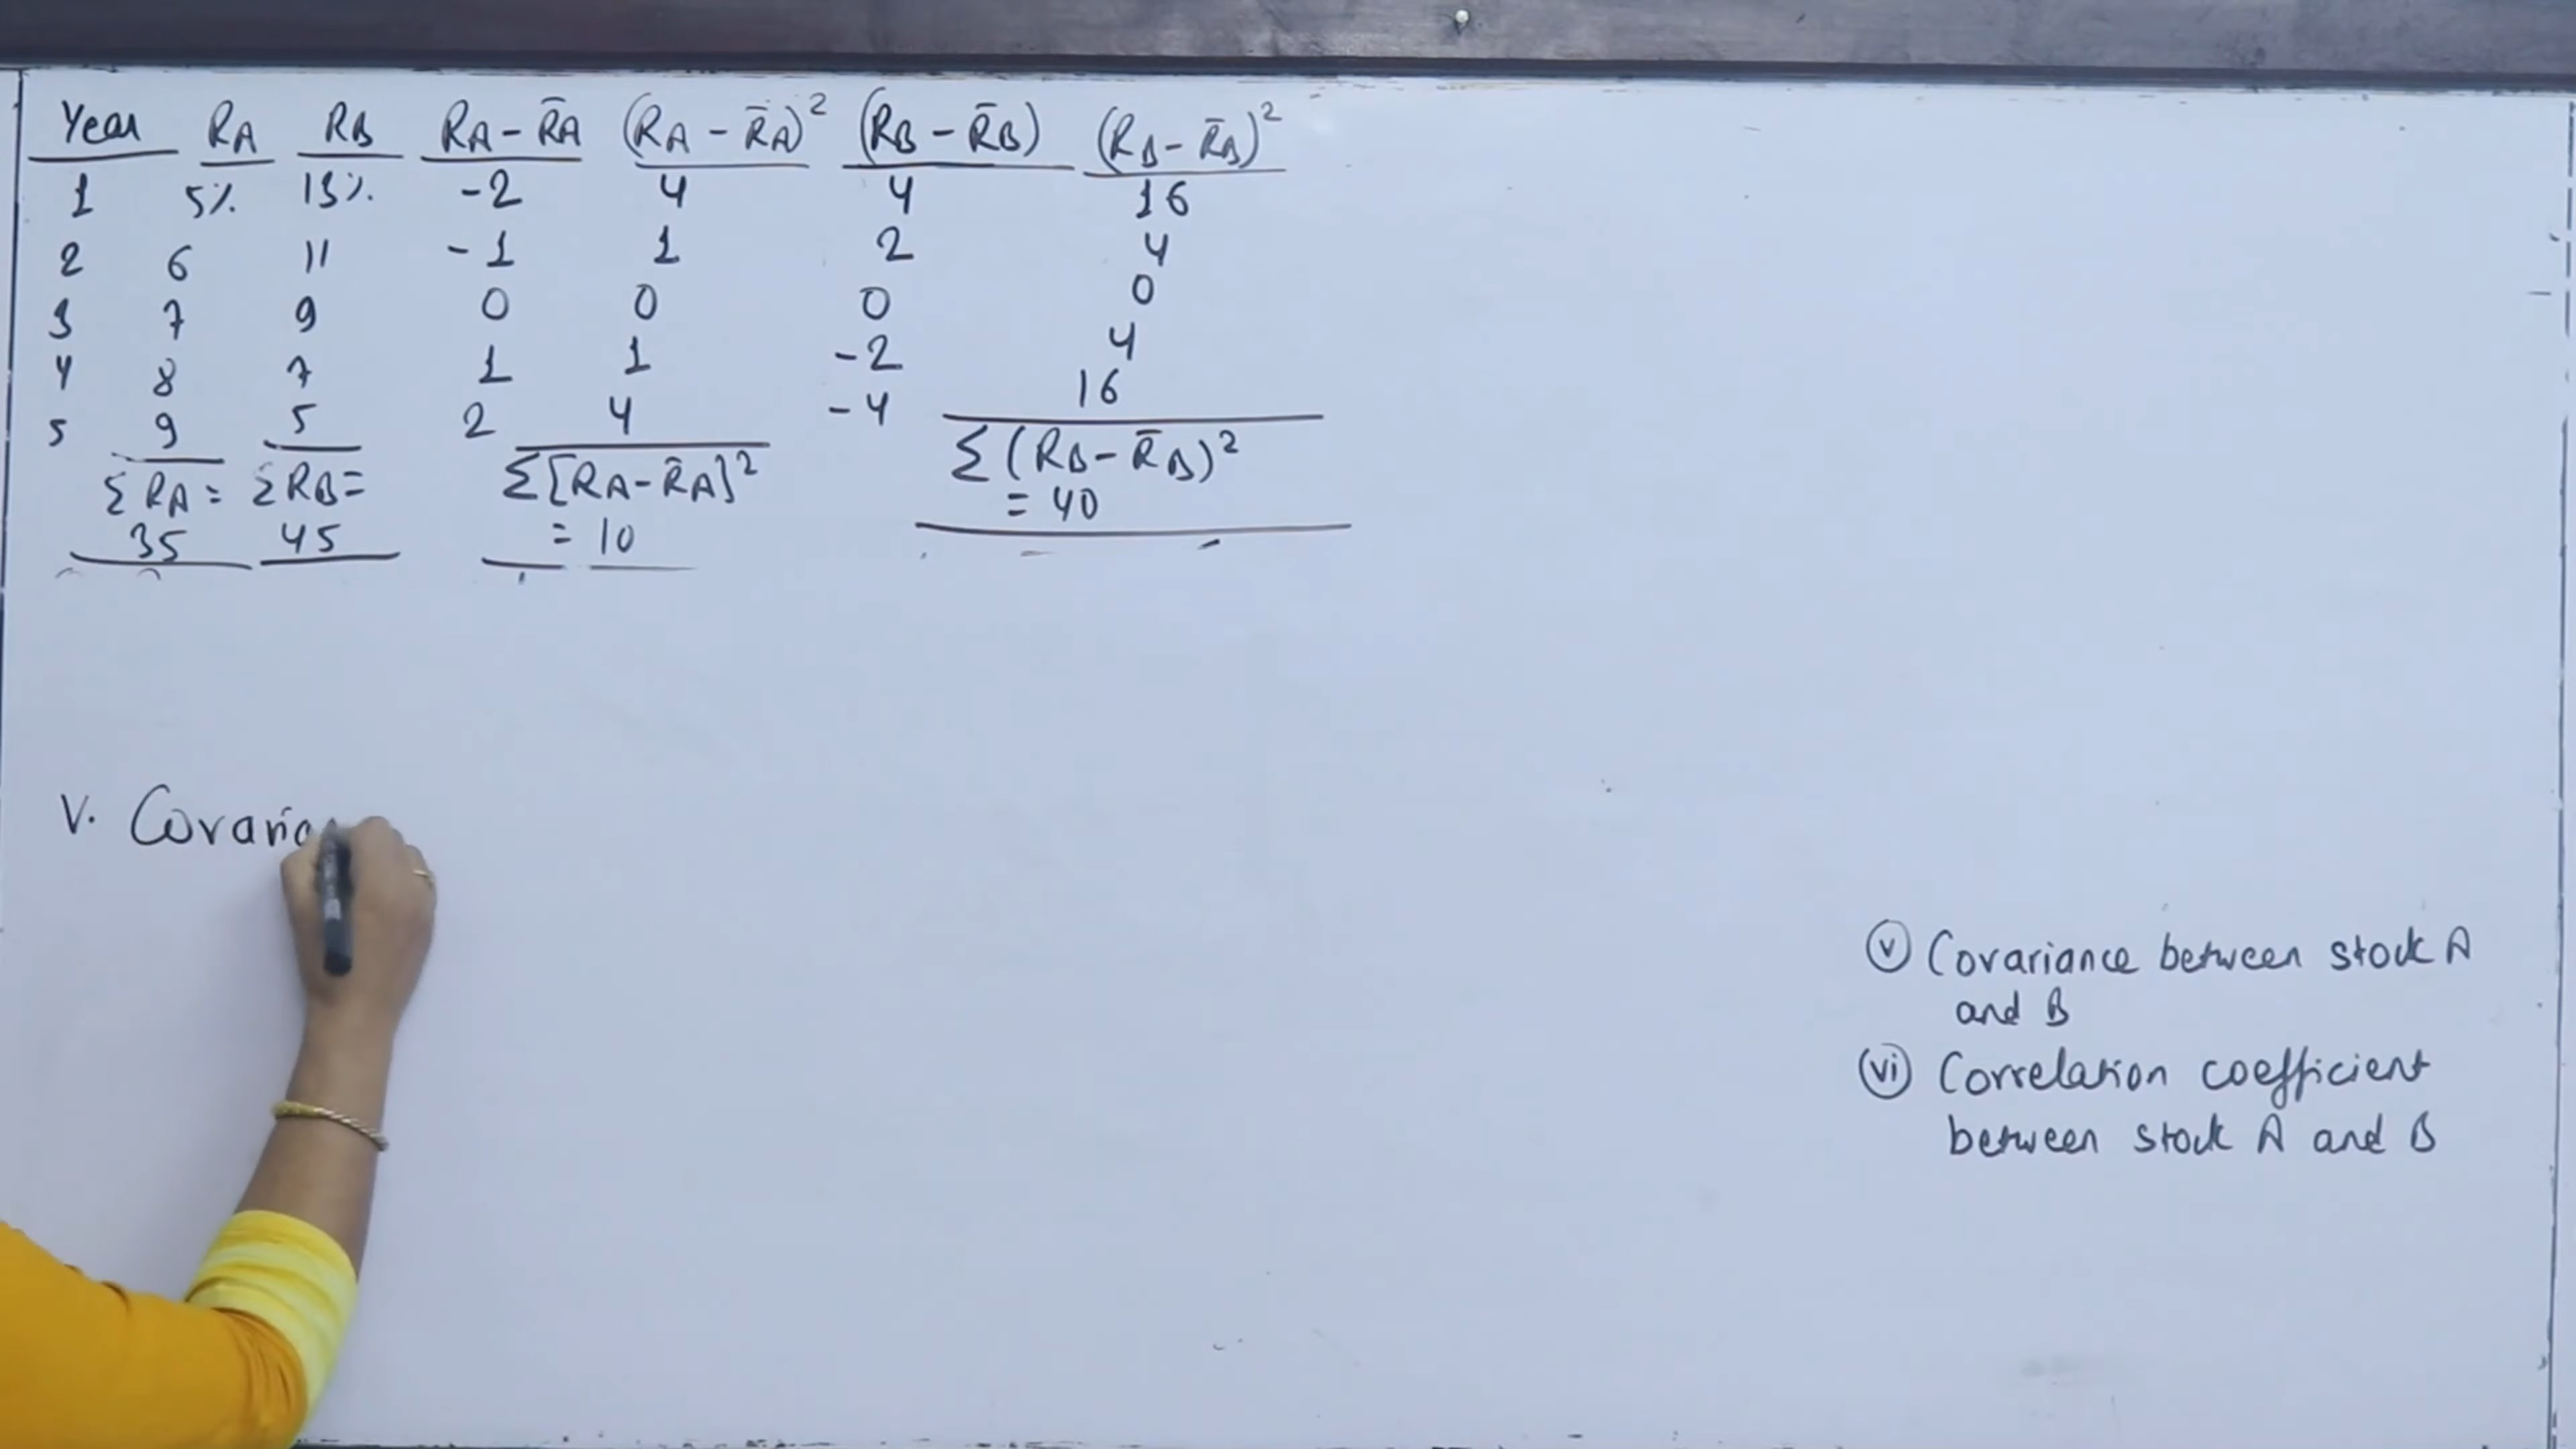 Year RA RB RA - R̄A (RA - R̄A)² (RB - R̄B) (RB - R̄B)²
1 5% 13% -2 4 4 16
2 6 11 -1 1 2 4
3 7 9 0 0 0 0
4 8 7 1 1 -2 4
5 9 5 2 4 -4 16
ΣRA = ΣRB = Σ[RA - R̄A]² Σ(RB - R̄B)²
35 45 = 10 = 40
V. Covaria
(v) Covariance between stock A
and B
(vi) Correlation coefficient
between stock A and B